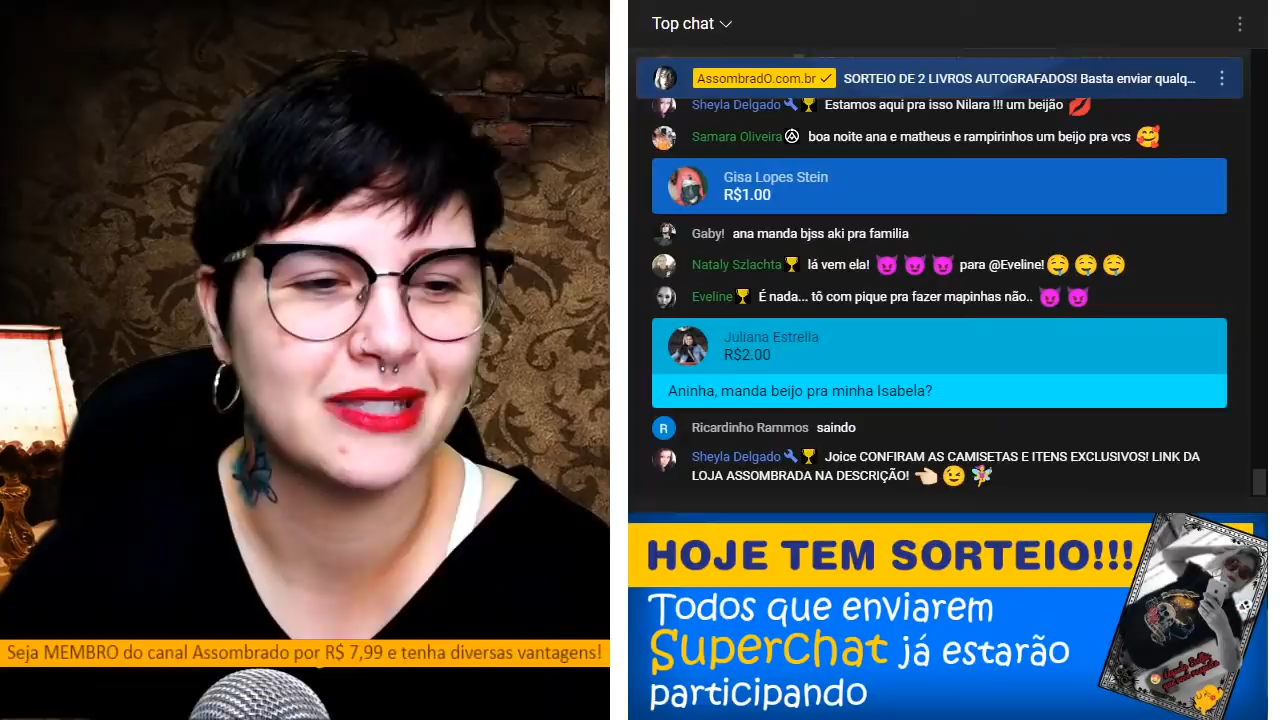 Top chat
AssombradO.com.br SORTEIO DE 2 LIVROS AUTOGRAFADOS! Basta enviar qualq...
Sheyla Delgado Estamos aqui pra isso Nilara !!! um beijão
Samara Oliveira boa noite ana e matheus e rampirinhos um beijo pra vcs
Gisa Lopes Stein
R$1.00
Gaby! ana manda bjss aki pra familia
Nataly Szlachta lá vem ela! para @Eveline!
Eveline É nada... tô com pique pra fazer mapinhas não..
Juliana Estrella
R$2.00
Aninha, manda beijo pra minha Isabela?
R Ricardinho Rammos saindo
Sheyla Delgado Joice CONFIRAM AS CAMISETAS E ITENS EXCLUSIVOS! LINK DA
LOJA ASSOMBRADA NA DESCRIÇÃO!
HOJE TEM SORTEIO!!!
Todos que enviarem
Superchat já estarão
participando
Seja MEMBRO do canal Assombrado por R$ 7,99 e tenha diversas vantagens!